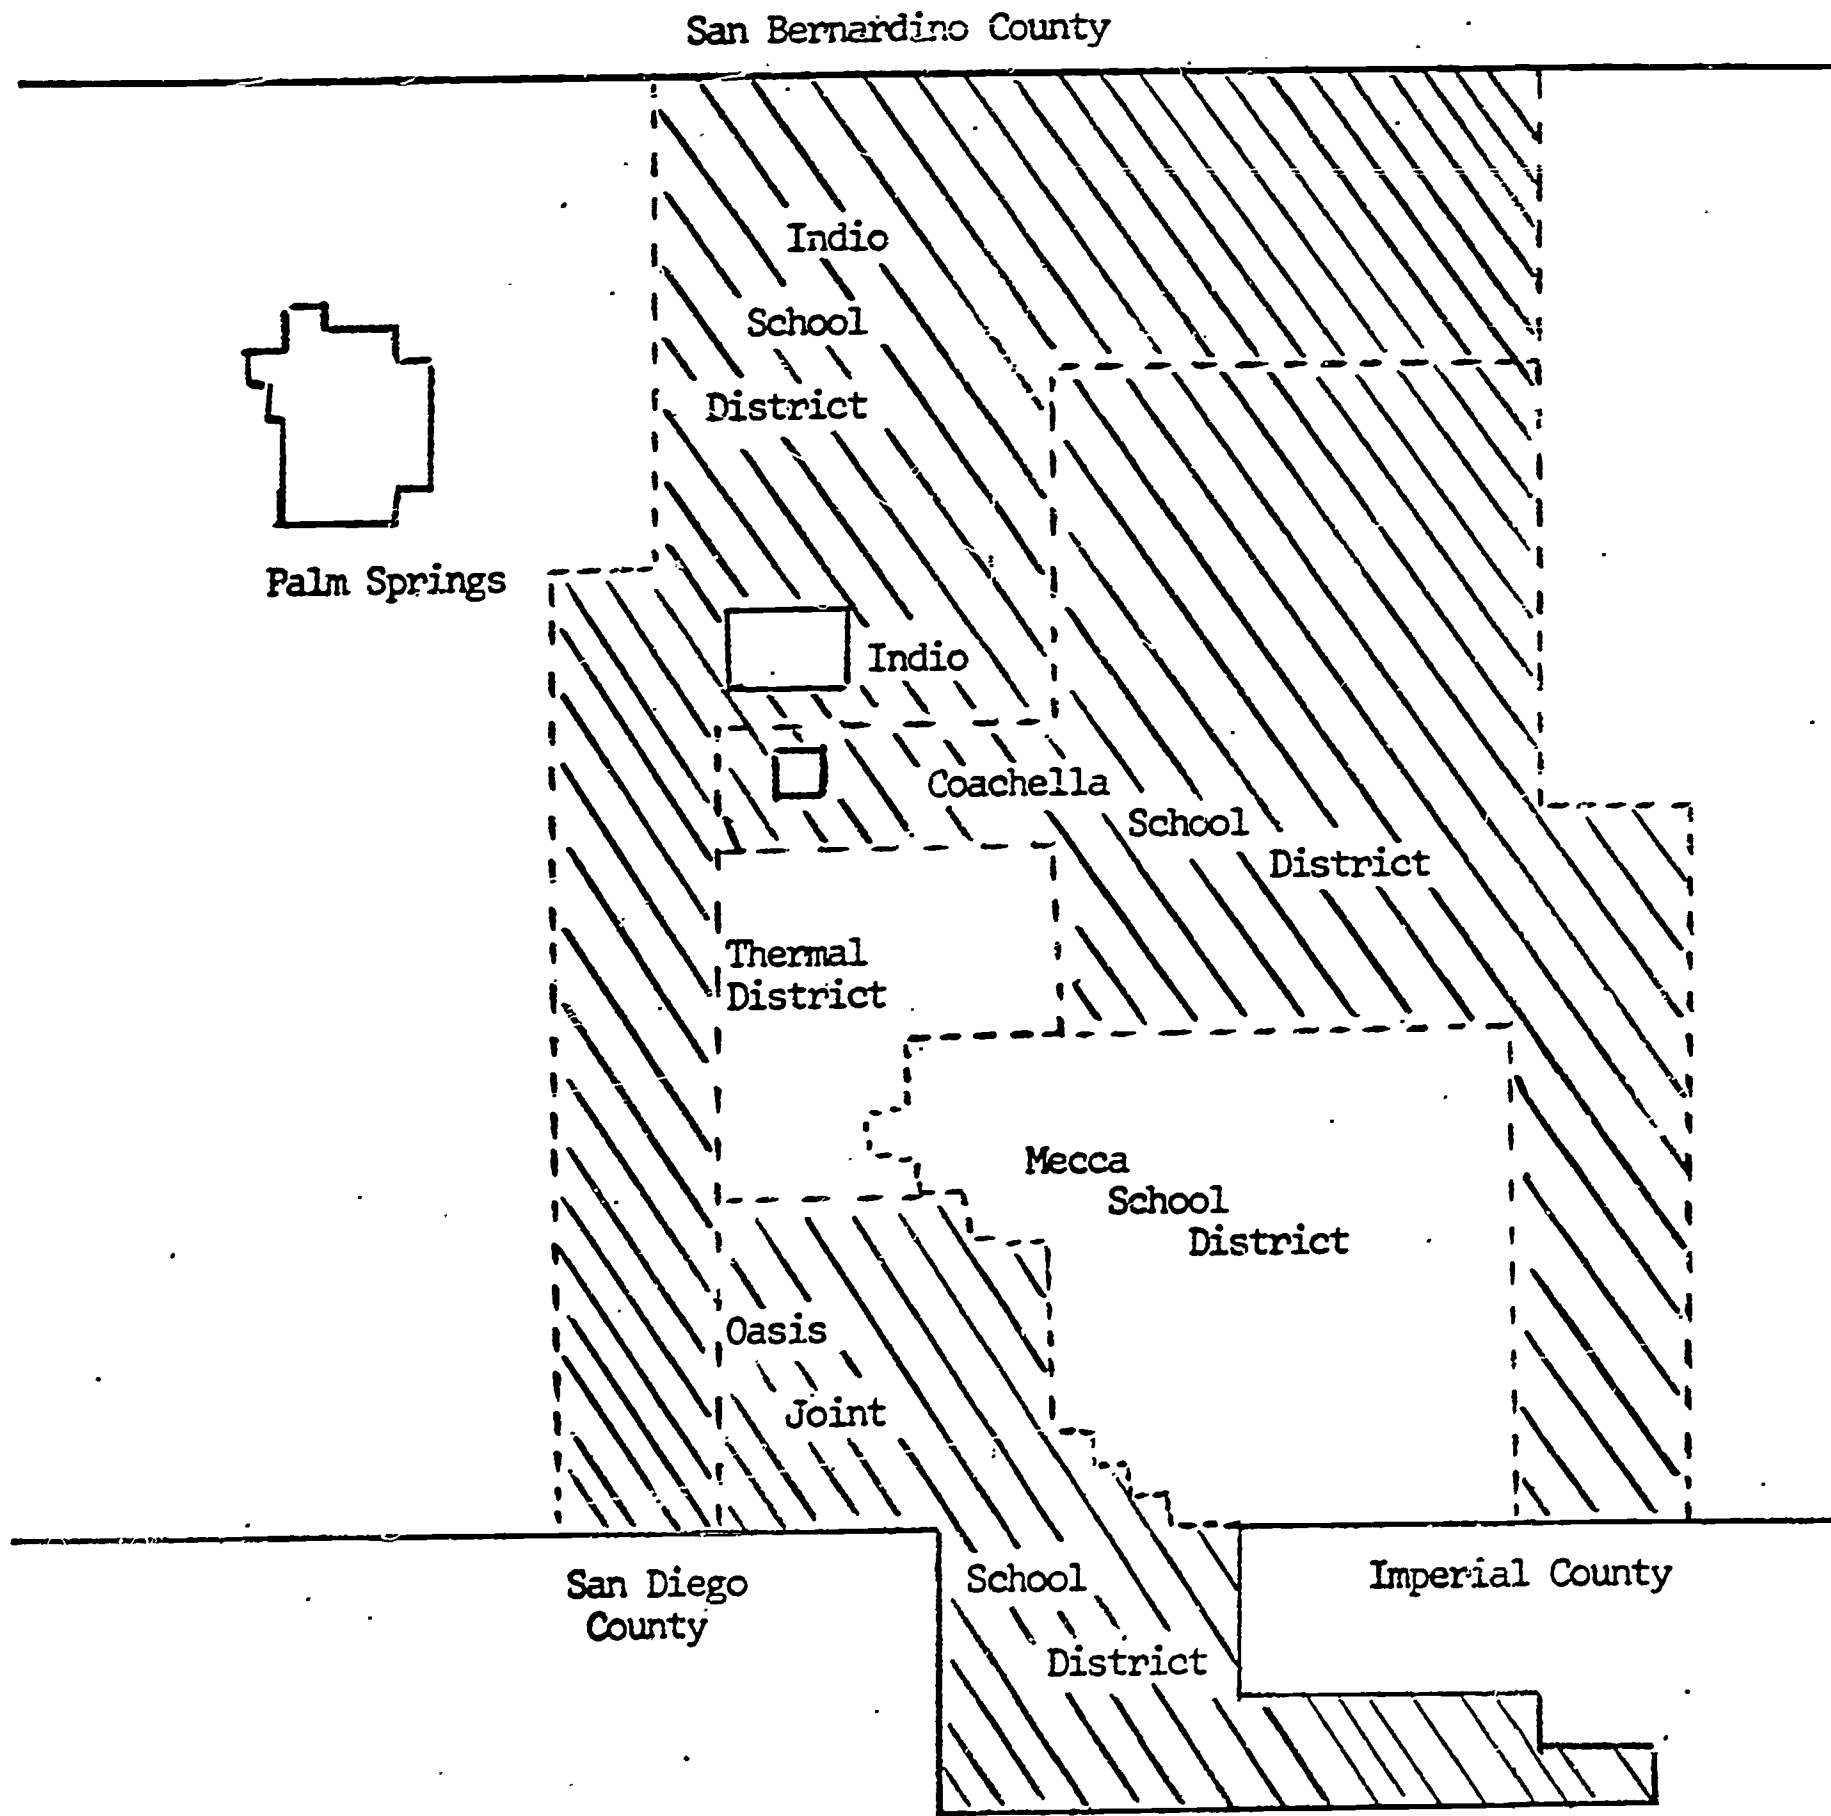 San Bernardino County
Indio
School
District
Palm Springs
Indio
Coachella
School
District
Thermal
District
Mecca
School
District
Oasis
Joint
School
District
San Diego
County
Imperial County